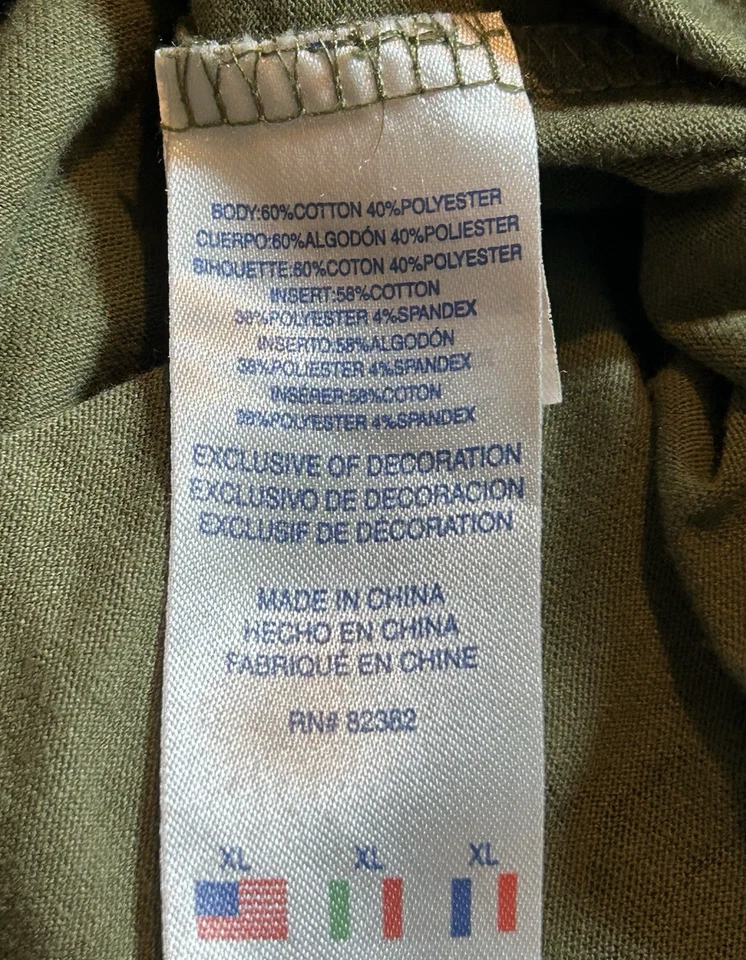 BODY:60%COTTON 40%POLYESTER
CUERPO:60%ALGODÓN 40%POLIESTER
SIHOUETTE:60%COTON 40%POLYESTER
INSERT:58%COTTON
38%POLYESTER 4%SPANDEX
INSERTO:58%ALGODÓN
38%POLIESTER 4%SPANDEX
INSERER:58%COTON
38%POLYESTER 4%SPANDEX
EXCLUSIVE OF DECORATION
EXCLUSIVO DE DECORACION
EXCLUSIF DE DÉCORATION
MADE IN CHINA
HECHO EN CHINA
FABRIQUÉ EN CHINE
RN# 82382
XL XL XL